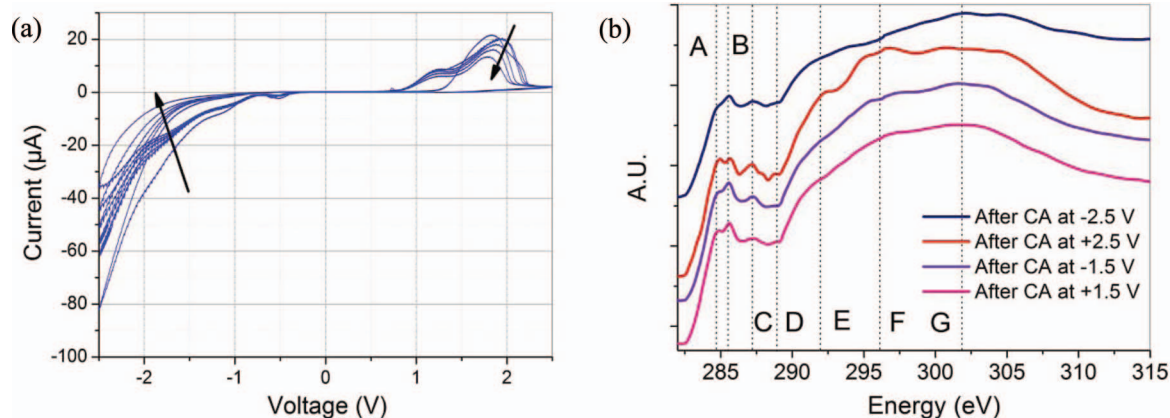 (a)
Current (µA)
20
0
-20
-40
-60
-80
-100
-2
-1
0
1
2
Voltage (V)
(b)
A.U.
A
B
C
D
E
F
G
After CA at -2.5 V
After CA at +2.5 V
After CA at -1.5 V
After CA at +1.5 V
285
290
295
302
305
310
315
Energy (eV)